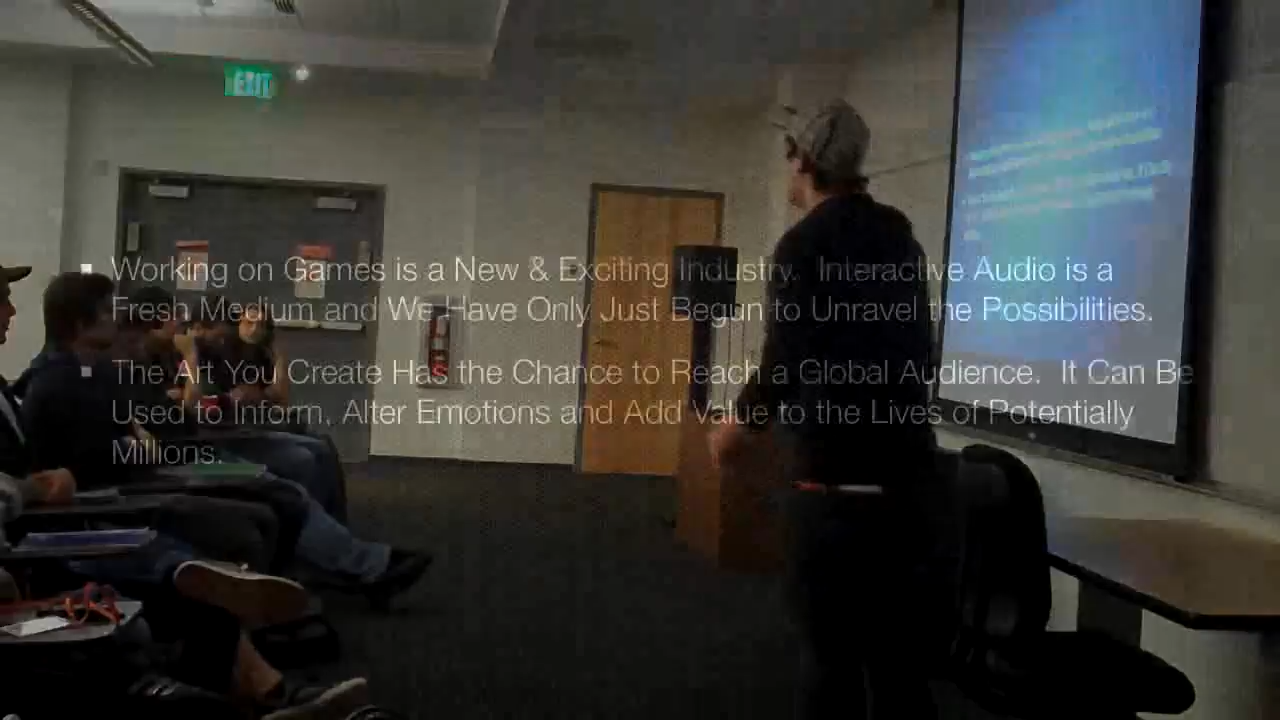 EXIT
Working on Games is a New & Exciting Industry. Interactive Audio is a
Fresh Medium and We Have Only Just Begun to Unravel the Possibilities.
The Art You Create Has the Chance to Reach a Global Audience. It Can Be
Used to Inform, Alter Emotions and Add Value to the Lives of Potentially
Millions.